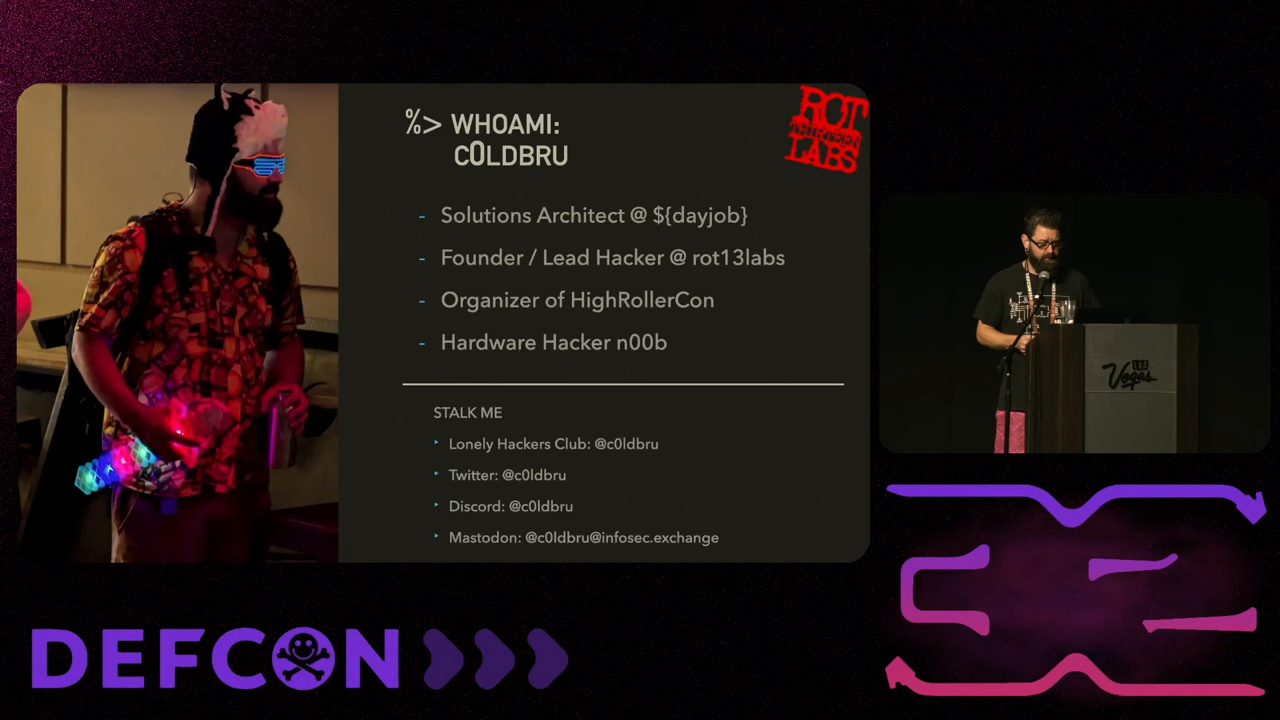 %> WHOAMI:
C0LDBRU
ROT
THIRTEEN
LABS
- Solutions Architect @ ${dayjob}
- Founder / Lead Hacker @ rot13labs
- Organizer of HighRollerCon
- Hardware Hacker n00b
STALK ME
Lonely Hackers Club: @c0ldbru
Twitter: @c0ldbru
Discord: @c0ldbru
Mastodon: @c0ldbru@infosec.exchange
Vegas
DEFCON